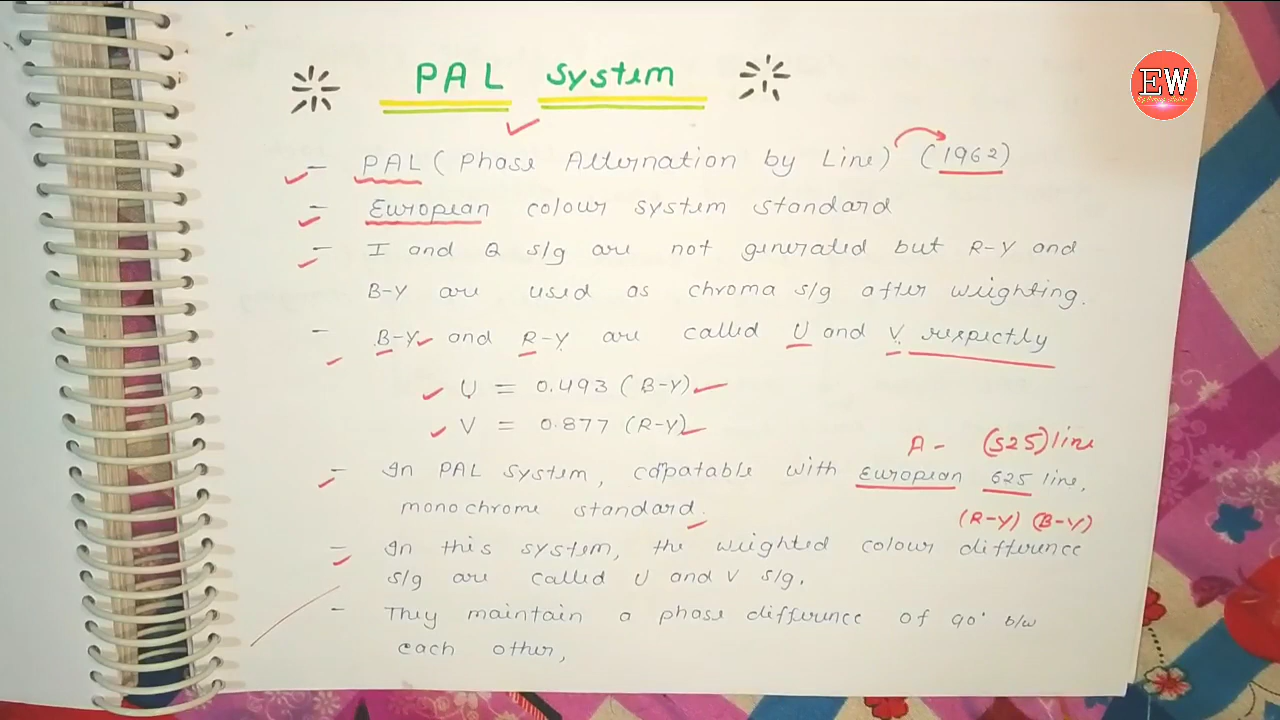 PAL System
EW
- PAL (Phase Alternation by Line) (1962)
- European colour system standard
- I and Q s/g are not generated but R-Y and
B-Y are used as chroma s/g after weighting.
- B-Y and R-Y are called U and V respectly
U = 0.493 (B-Y)
V = 0.877 (R-Y)
A - (525) line
- In PAL system, copatable with European 625 line,
monochrome standard.
(R-Y) (B-Y)
- In this system, the weighted colour difference
s/g are called U and V s/g.
- They maintain a phase difference of 90° b/w
each other,